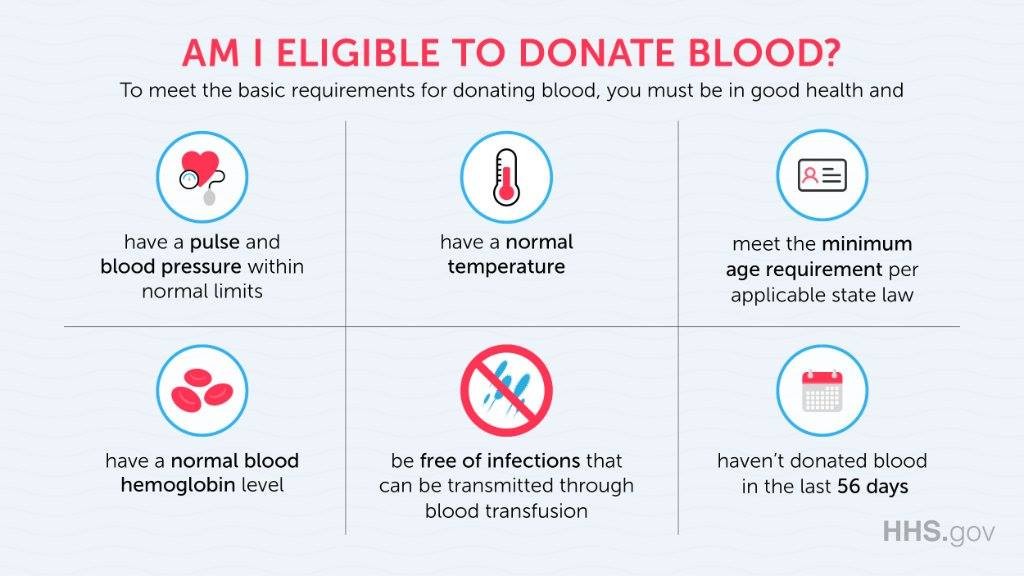 AM I ELIGIBLE TO DONATE BLOOD?
To meet the basic requirements for donating blood, you must be in good health and
have a pulse and
blood pressure within
normal limits
have a normal
temperature
meet the minimum
age requirement per
applicable state law
have a normal blood
hemoglobin level
be free of infections that
can be transmitted through
blood transfusion
haven’t donated blood
in the last 56 days
HHS.gov